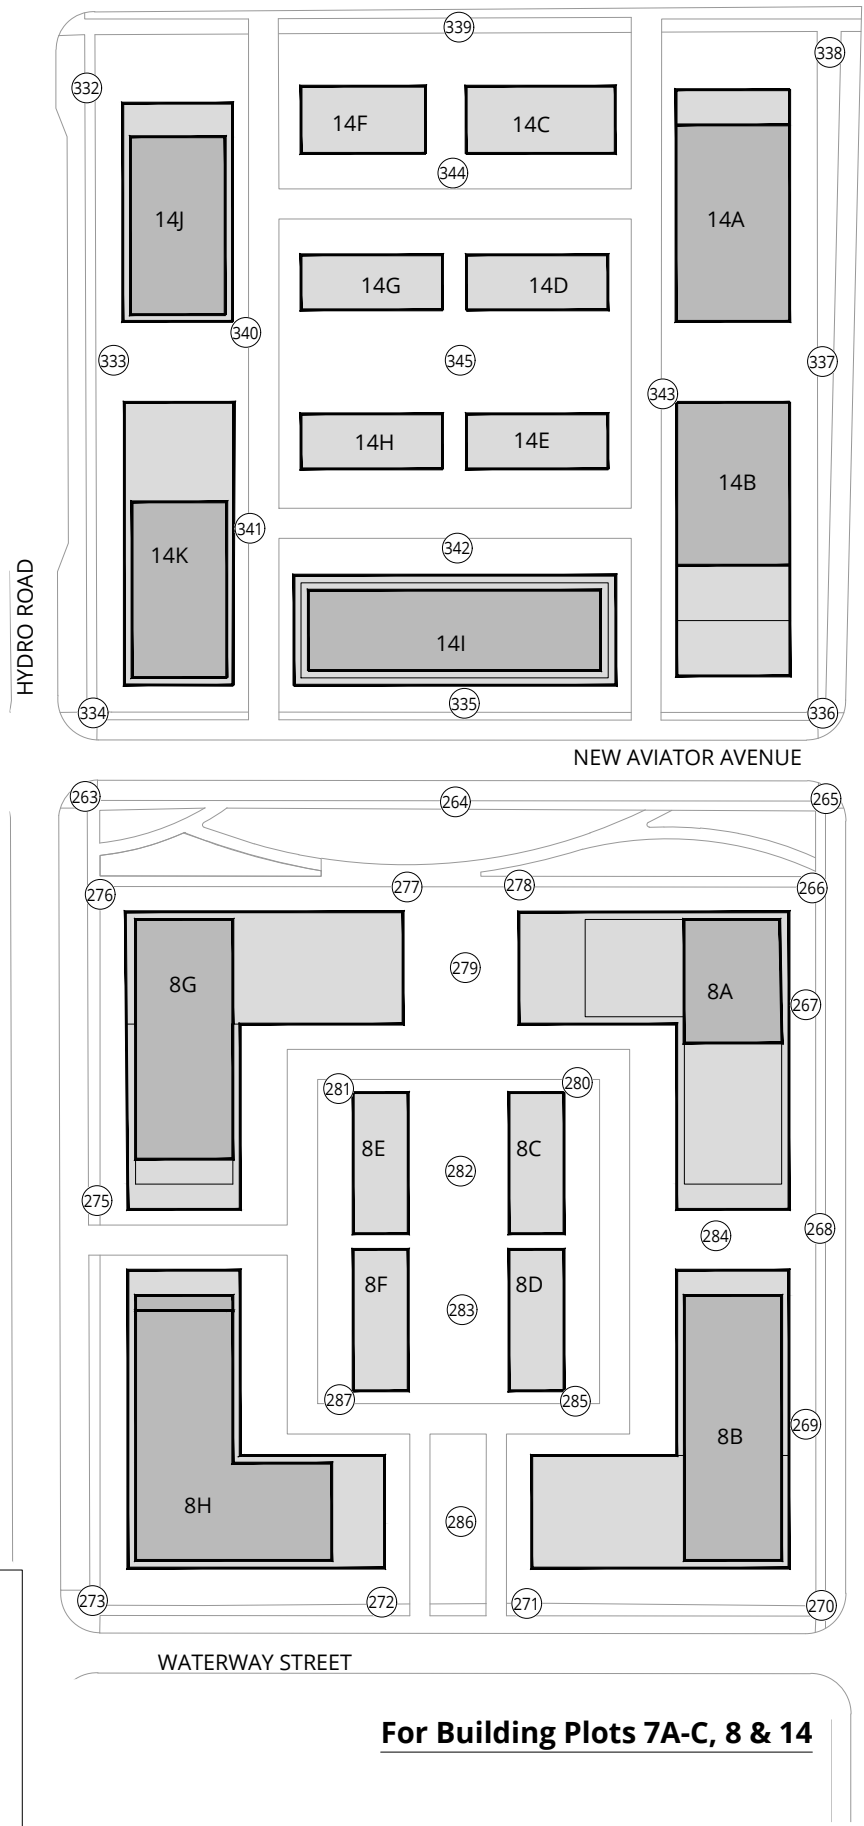 339
338
332
14F
14C
344
14J
14A
14G
14D
340
333
345
337
343
14H
14E
14B
341
342
14K
HYDRO ROAD
14I
335
334
336
NEW AVIATOR AVENUE
263
264
265
276
277
278
266
279
8G
8A
267
281
280
8E
8C
282
275
268
284
8F
8D
283
287
285
269
8B
8H
286
273
272
271
270
WATERWAY STREET
For Building Plots 7A-C, 8 & 14